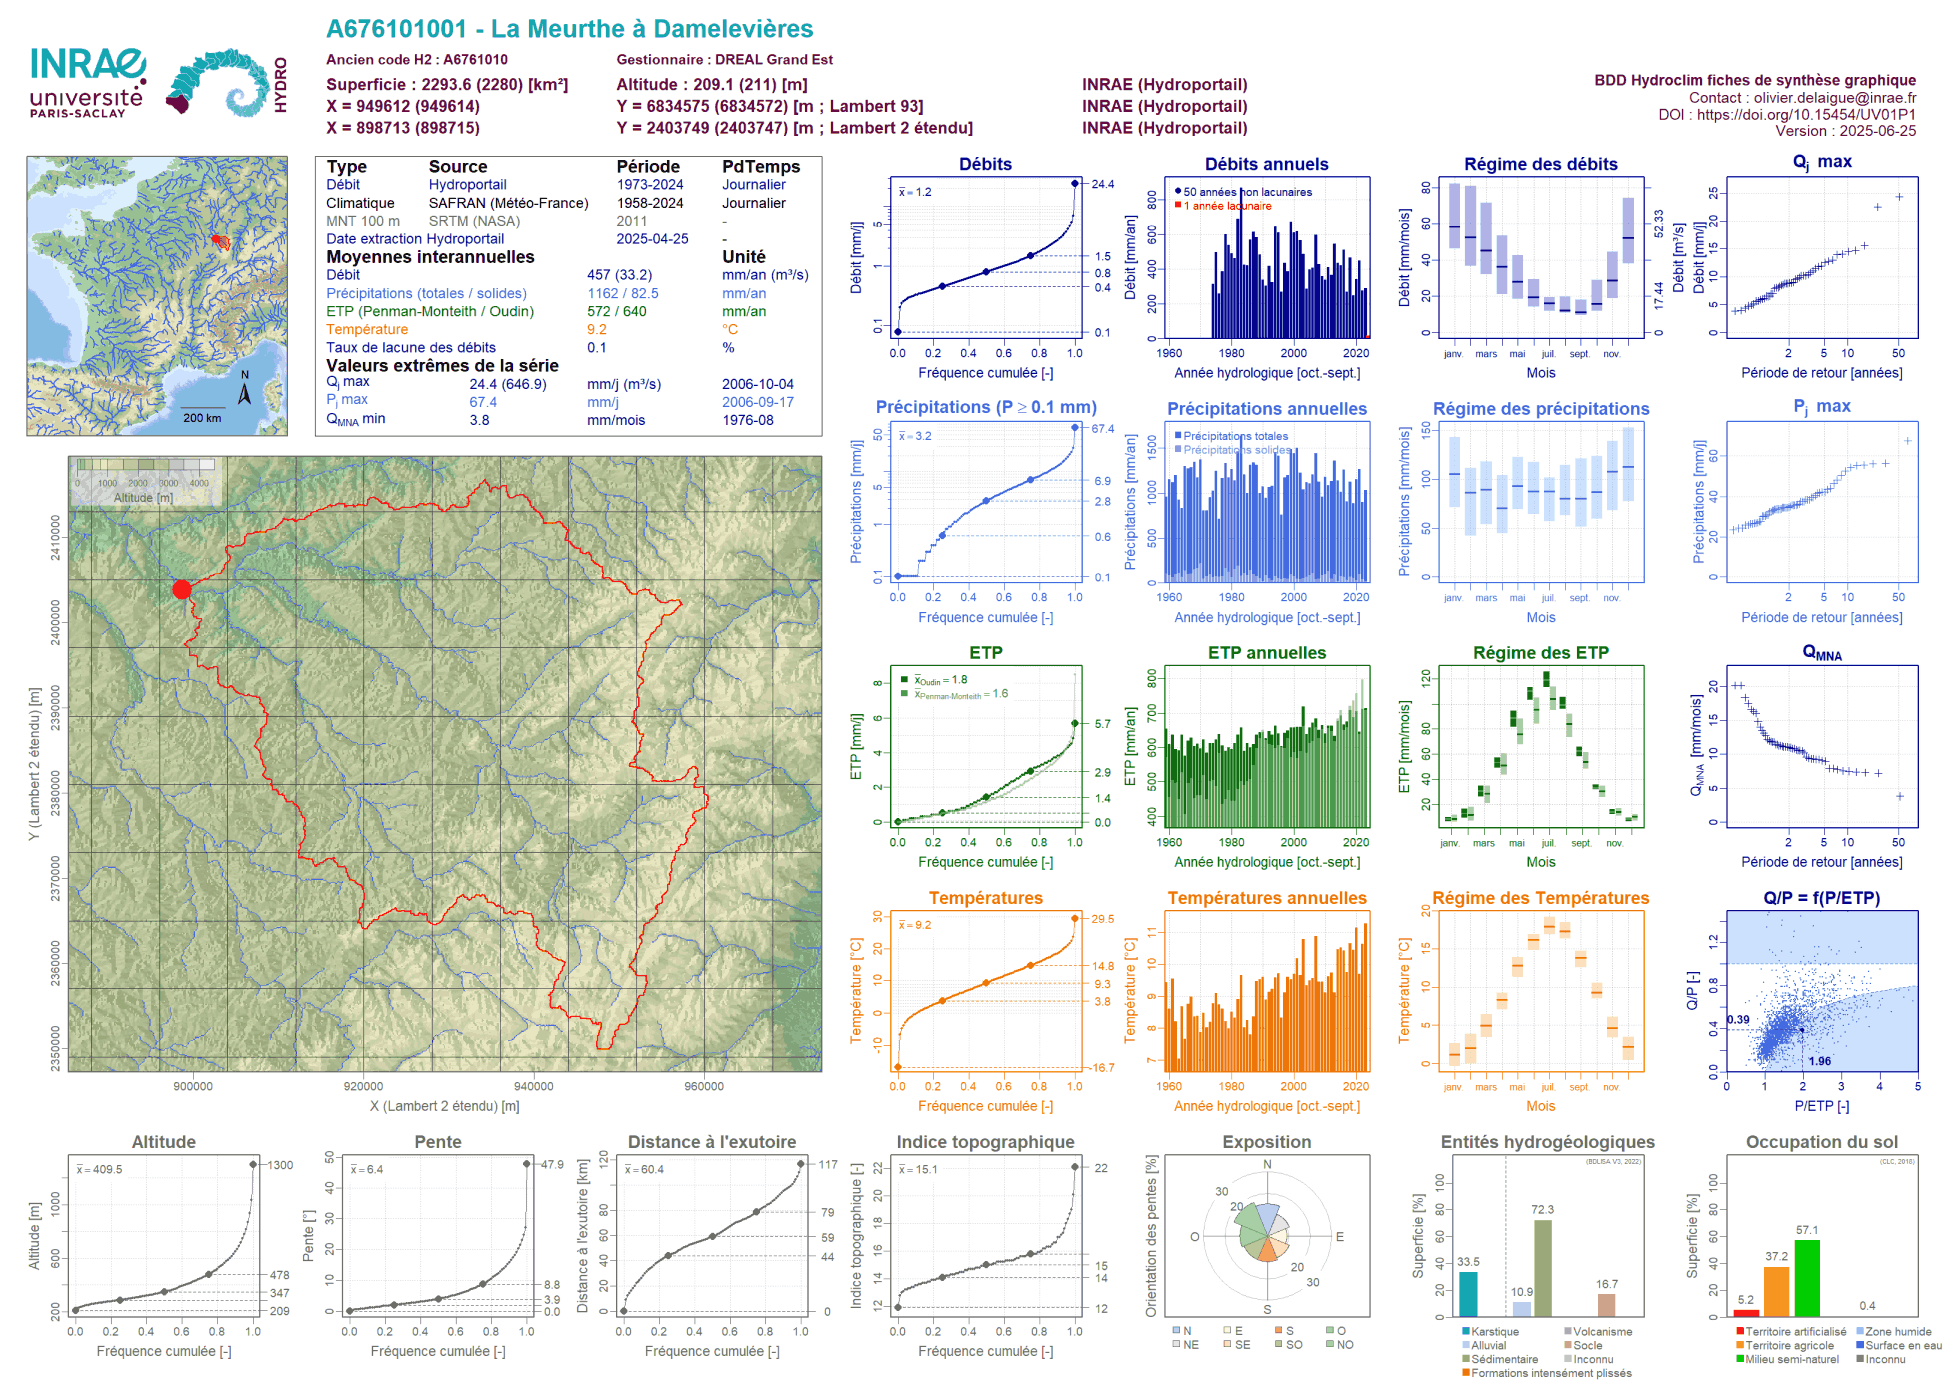 A676101001 - La Meurthe à Damelevières
Ancien code H2 : A6761010
Gestionnaire : DREAL Grand Est
Superficie : 2293.6 (2280) [km²]
Altitude : 209.1 (211) [m]
INRAE (Hydroportail)
X = 949612 (949614)
Y = 6834575 (6834572) [m ; Lambert 93]
INRAE (Hydroportail)
X = 898713 (898715)
Y = 2403749 (2403747) [m ; Lambert 2 étendu]
INRAE (Hydroportail)
INRAE
université
PARIS-SACLAY
HYDRO
BDD Hydroclim fiches de synthèse graphique
Contact : olivier.delaigue@inrae.fr
DOI : https://doi.org/10.15454/UV01P1
Version : 2025-06-25
N
200 km
Type Source Période PdTemps
Débit Hydroportail 1973-2024 Journalier
Climatique SAFRAN (Météo-France) 1958-2024 Journalier
MNT 100 m SRTM (NASA) 2011 -
Date extraction Hydroportail 2025-04-25 -
Moyennes interannuelles Unité
Débit 457 (33.2) mm/an (m³/s)
Précipitations (totales / solides) 1162 / 82.5 mm/an
ETP (Penman-Monteith / Oudin) 572 / 640 mm/an
Température 9.2 °C
Taux de lacune des débits 0.1 %
Valeurs extrêmes de la série
Qj max 24.4 (646.9) mm/j (m³/s) 2006-10-04
Pj max 67.4 mm/j 2006-09-17
QMNA min 3.8 mm/mois 1976-08
Débits
x̅ = 1.2
Débit [mm/j]
0.1 1 5
24.4
1.5
0.8
0.4
0.1
0.0 0.2 0.4 0.6 0.8 1.0
Fréquence cumulée [-]
Débits annuels
50 années non lacunaires
1 année lacunaire
Débit [mm/an]
0 200 400 600 800
1960 1980 2000 2020
Année hydrologique [oct.-sept.]
Régime des débits
Débit [mm/mois]
0 20 40 60 80
0 17.44 52.33
Débit [m³/s]
janv. mars mai juil. sept. nov.
Mois
Qj max
Débit [mm/j]
0 5 10 15 20 25
2 5 10 50
Période de retour [années]
Précipitations (P ≥ 0.1 mm)
x̅ = 3.2
Précipitations [mm/j]
0.1 1 5 50
67.4
6.9
2.8
0.6
0.1
0.0 0.2 0.4 0.6 0.8 1.0
Fréquence cumulée [-]
Précipitations annuelles
Précipitations totales
Précipitations solides
Précipitations [mm/an]
0 500 1000 1500
1960 1980 2000 2020
Année hydrologique [oct.-sept.]
Régime des précipitations
Précipitations [mm/mois]
0 50 100 150
janv. mars mai juil. sept. nov.
Mois
Pj max
Précipitations [mm/j]
0 20 40 60
2 5 10 50
Période de retour [années]
ETP
x̅Oudin = 1.8
x̅Penman-Monteith = 1.6
ETP [mm/j]
0 2 4 6 8
5.7
2.9
1.4
0.0
0.0 0.2 0.4 0.6 0.8 1.0
Fréquence cumulée [-]
ETP annuelles
ETP [mm/an]
400 500 600 700 800
1960 1980 2000 2020
Année hydrologique [oct.-sept.]
Régime des ETP
ETP [mm/mois]
20 40 60 80 120
janv. mars mai juil. sept. nov.
Mois
QMNA
QMNA [mm/mois]
0 5 10 15 20
2 5 10 50
Période de retour [années]
Températures
x̅ = 9.2
Température [°C]
-10 0 10 20 30
29.5
14.8
9.3
3.8
-16.7
0.0 0.2 0.4 0.6 0.8 1.0
Fréquence cumulée [-]
Températures annuelles
Température [°C]
7 8 9 10 11
1960 1980 2000 2020
Année hydrologique [oct.-sept.]
Régime des Températures
Température [°C]
0 5 10 15 20
janv. mars mai juil. sept. nov.
Mois
Q/P = f(P/ETP)
Q/P [-]
0.0 0.4 0.8 1.2
0.39
1.96
0 1 2 3 4 5
P/ETP [-]
0 1000 2000 3000 4000
Altitude [m]
Y (Lambert 2 étendu) [m]
2350000 2360000 2370000 2380000 2390000 2400000 2410000
900000 920000 940000 960000
X (Lambert 2 étendu) [m]
Altitude
x̅ = 409.5
Altitude [m]
200 600 1000
1300
478
347
209
0.0 0.2 0.4 0.6 0.8 1.0
Fréquence cumulée [-]
Pente
x̅ = 6.4
Pente [°]
0 10 20 30 40 50
47.9
8.8
3.9
0.0
0.0 0.2 0.4 0.6 0.8 1.0
Fréquence cumulée [-]
Distance à l'exutoire
x̅ = 60.4
Distance à l'exutoire [km]
0 20 40 60 80 120
117
79
59
44
0
0.0 0.2 0.4 0.6 0.8 1.0
Fréquence cumulée [-]
Indice topographique
x̅ = 15.1
Indice topographique [-]
12 14 16 18 20 22
22
15
14
12
0.0 0.2 0.4 0.6 0.8 1.0
Fréquence cumulée [-]
Exposition
Orientation des pentes [%]
N
E
S
O
20
30
20
30
N E S O
NE SE SO NO
Entités hydrogéologiques
(BDLISA V3, 2022)
Superficie [%]
0 20 40 60 80 100
33.5
10.9
72.3
16.7
Karstique
Alluvial
Sédimentaire
Formations intensément plissés
Volcanisme
Socle
Inconnu
Occupation du sol
(CLC, 2018)
Superficie [%]
0 20 40 60 80 100
5.2
37.2
57.1
0.4
Territoire artificialisé
Territoire agricole
Milieu semi-naturel
Zone humide
Surface en eau
Inconnu